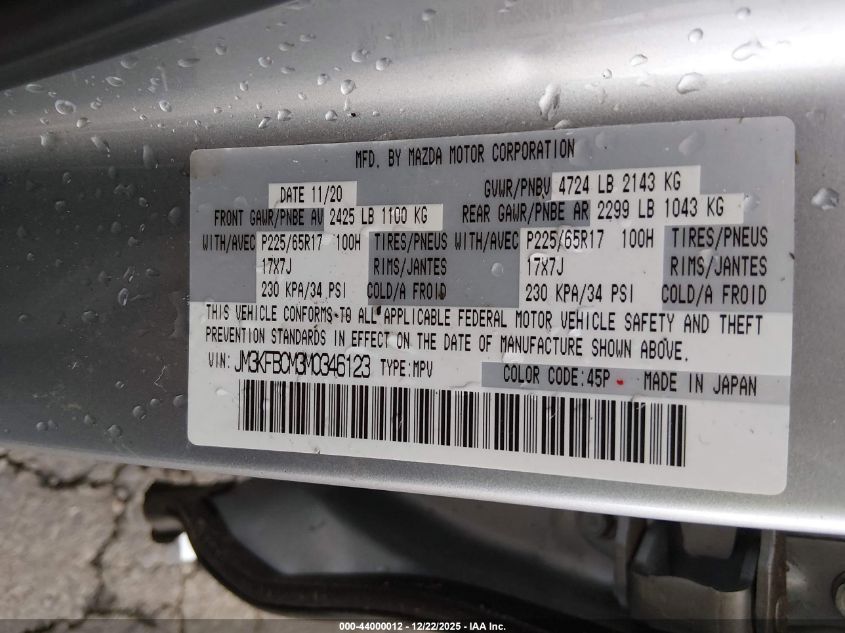 MFD. BY MAZDA MOTOR CORPORATION
DATE 11/20 GVWR/PNBV 4724 LB 2143 KG
FRONT GAWR/PNBE AV 2425 LB 1100 KG REAR GAWR/PNBE AR 2299 LB 1043 KG
WITH/AVEC P225/65R17 100H TIRES/PNEUS WITH/AVEC P225/65R17 100H TIRES/PNEUS
17X7J RIMS/JANTES 17X7J RIMS/JANTES
230 KPA/34 PSI COLD/A FROID 230 KPA/34 PSI COLD/A FROID
THIS VEHICLE CONFORMS TO ALL APPLICABLE FEDERAL MOTOR VEHICLE SAFETY AND THEFT
PREVENTION STANDARDS IN EFFECT ON THE DATE OF MANUFACTURE SHOWN ABOVE.
VIN: JM3KFBCM3M0346123 TYPE:MPV
COLOR CODE:45P MADE IN JAPAN
000-44000012 - 12/22/2025 - IAA Inc.